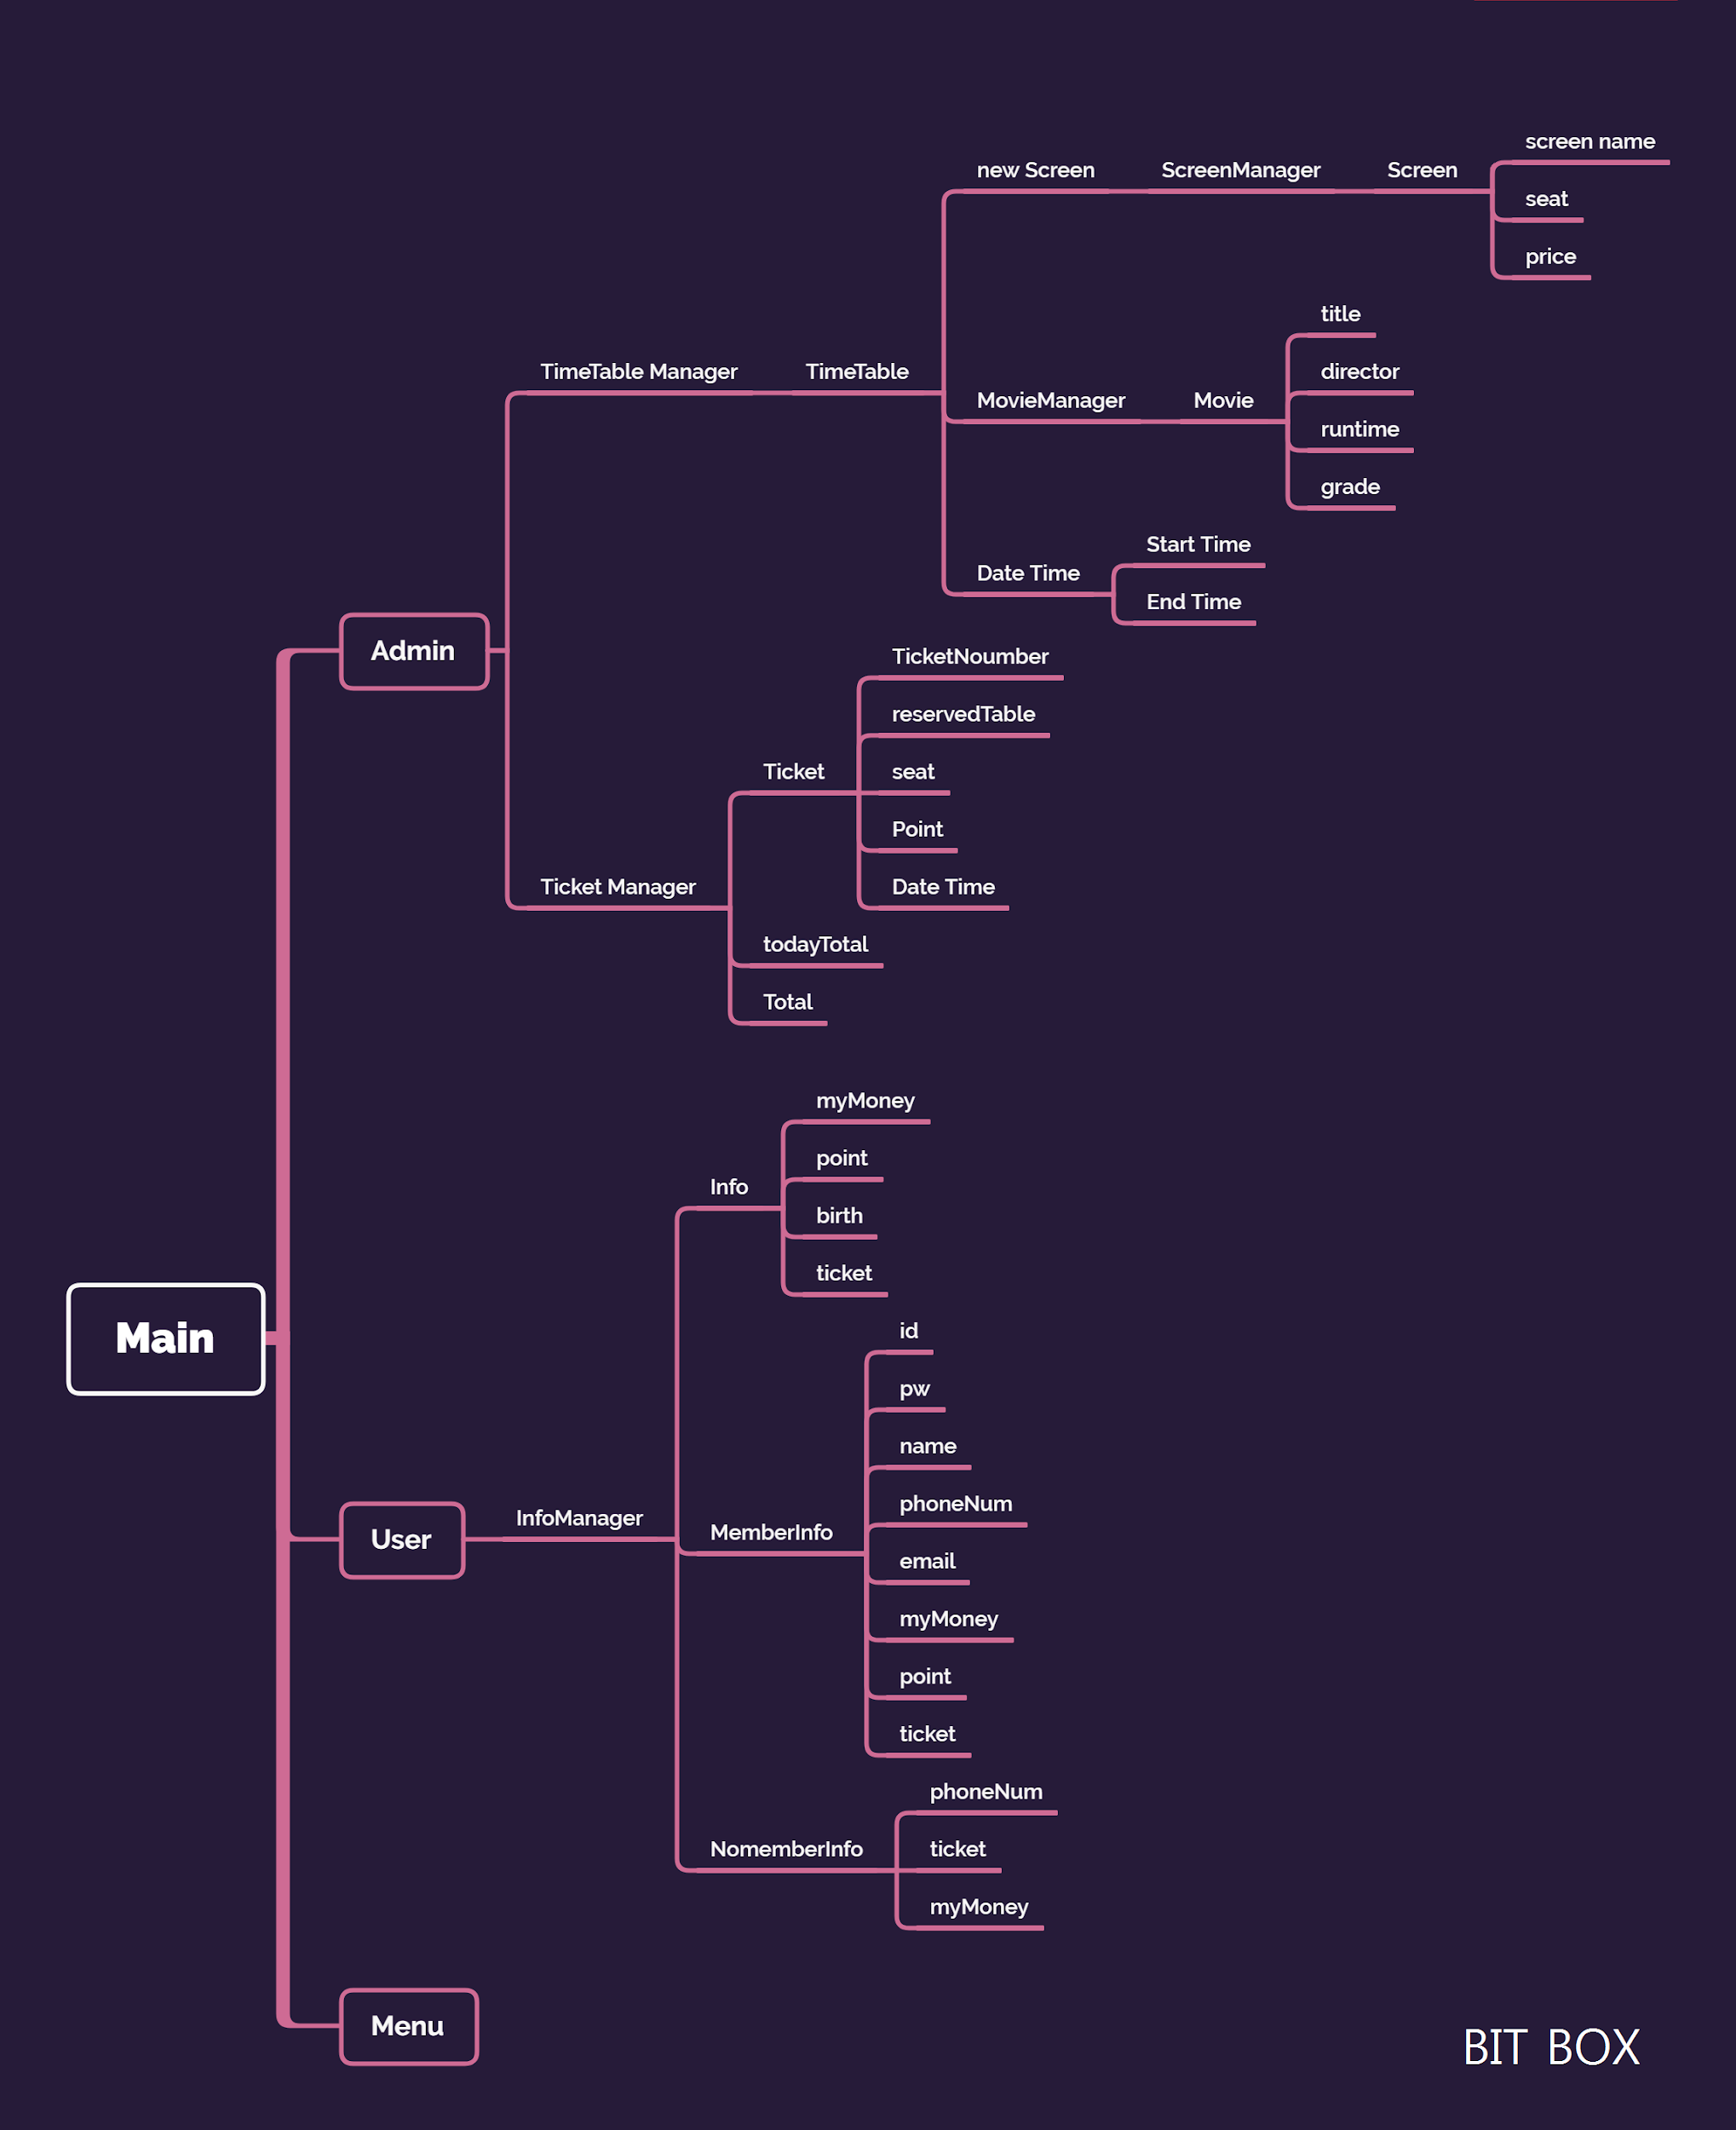 Main
Admin
TimeTable Manager
TimeTable
new Screen
ScreenManager
Screen
screen name
seat
price
MovieManager
Movie
title
director
runtime
grade
Date Time
Start Time
End Time
Ticket Manager
Ticket
TicketNoumber
reservedTable
seat
Point
Date Time
todayTotal
Total
User
InfoManager
Info
myMoney
point
birth
ticket
MemberInfo
id
pw
name
phoneNum
email
myMoney
point
ticket
NomemberInfo
phoneNum
ticket
myMoney
Menu
BIT BOX